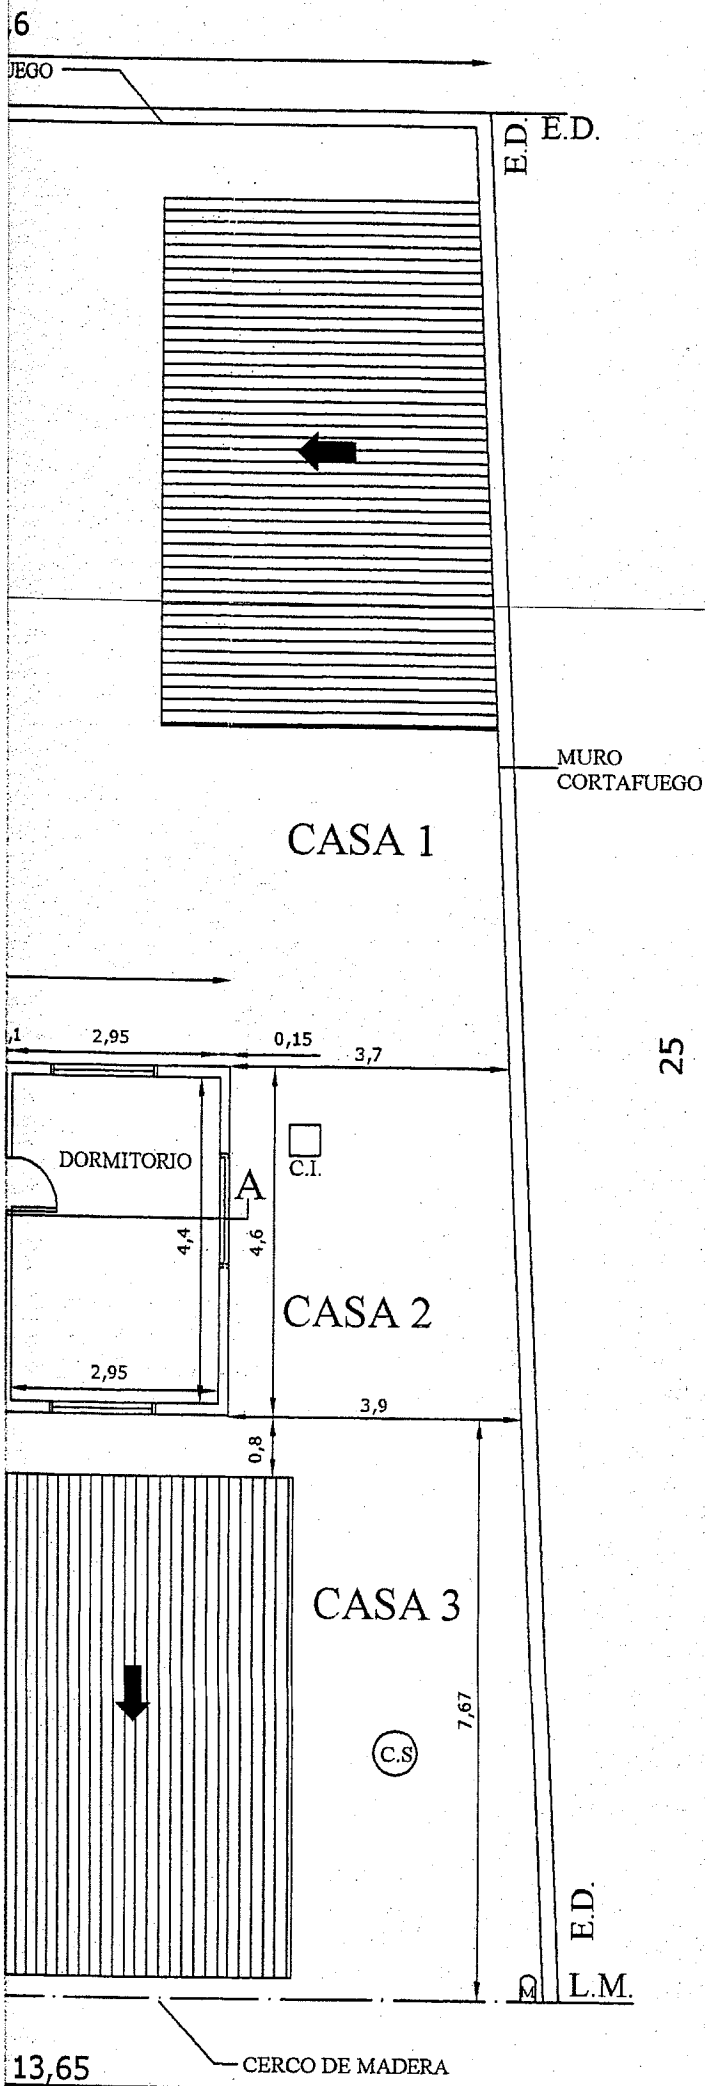 ,6
UEGO
E.D.
E.D.
MURO
CORTAFUEGO
CASA 1
25
,1
2,95
0,15
3,7
DORMITORIO
C.I.
A
4,4
4,6
CASA 2
2,95
3,9
0,8
CASA 3
7,67
C.S
E.D.
M
L.M.
13,65
CERCO DE MADERA